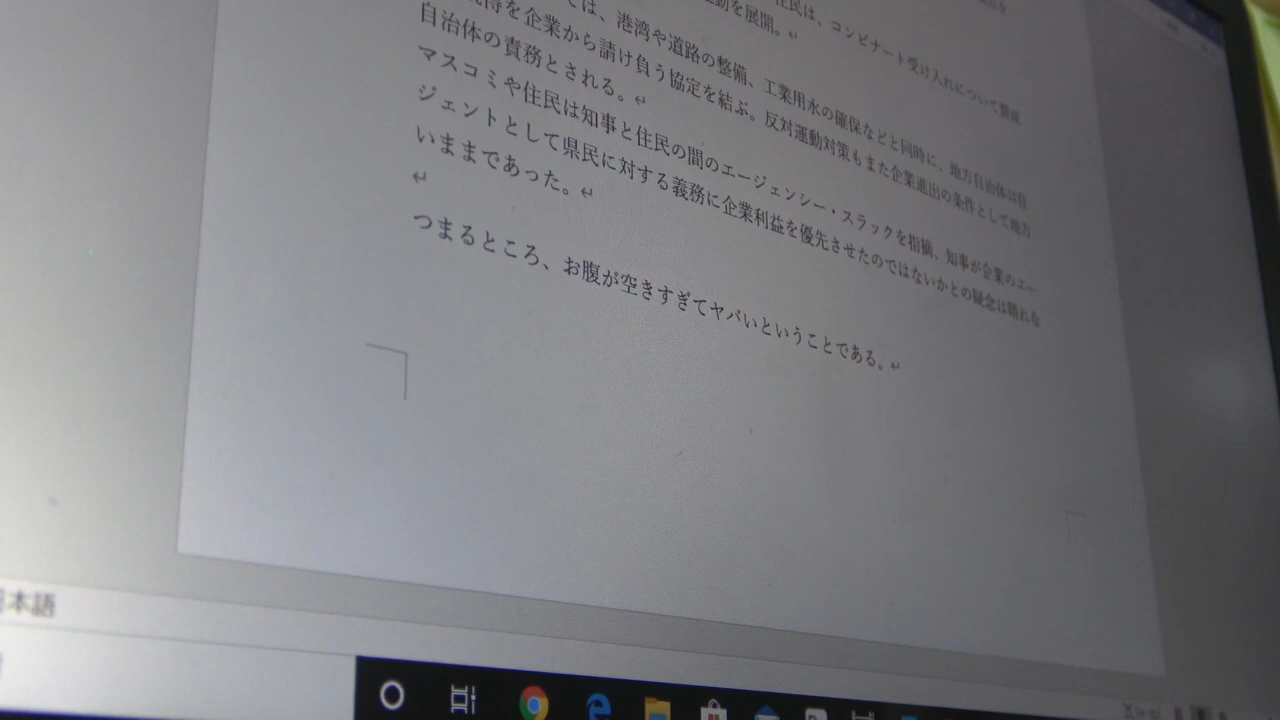 住民は、コンビナート受け入れについて賛成
動を展開。
は、港湾や道路の整備、工業用水の確保などと同時に、地方自治体は住
得を企業から請け負う協定を結ぶ。反対運動対策もまた企業進出の条件として地方
自治体の責務とされる。
マスコミや住民は知事と住民の間のエージェンシー・スラックを指摘、知事が企業のエー
ジェントとして県民に対する義務に企業利益を優先させたのではないかとの疑念は晴れな
いままであった。
つまるところ、お腹が空きすぎてヤバいということである。
日本語